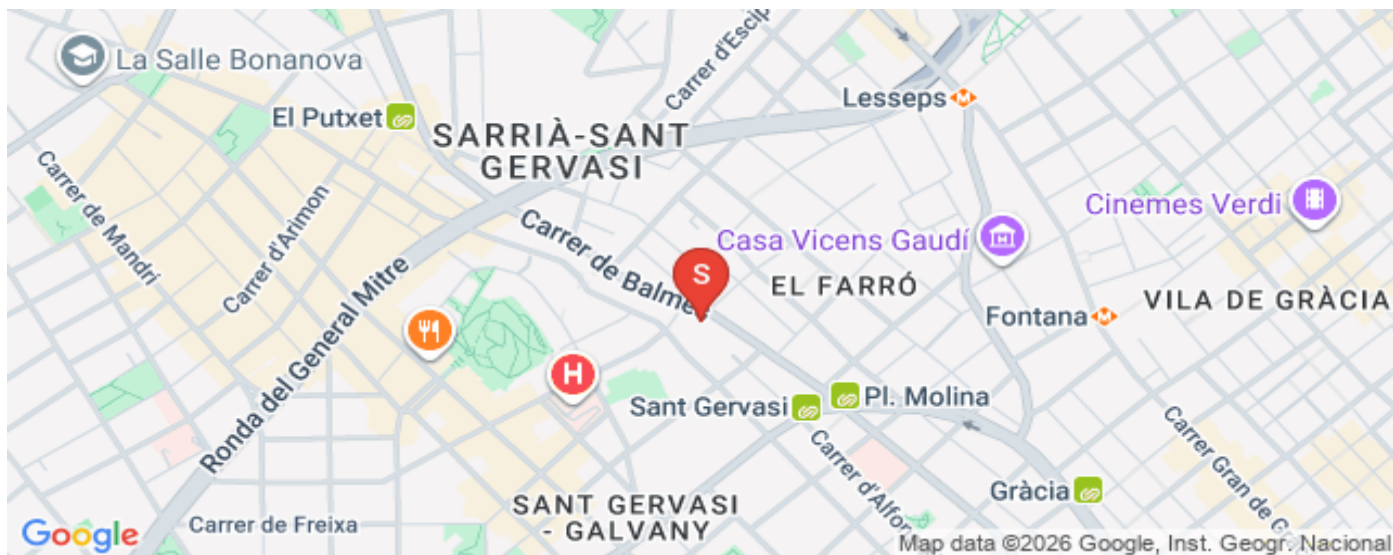 La Salle Bonanova
Carrer d'Escip
Lesseps
El Putxet
SARRIÀ-SANT
GERVASI
Carrer de Mandri
Carrer d'Arimon
Cinemes Verdi
Carrer de Balmes
Casa Vicens Gaudí
S
EL FARRÓ
VILA DE GRÀCIA
Fontana
Ronda del General Mitre
H
Sant Gervasi
Pl. Molina
Carrer Gran de G
Carrer d'Alfon
Gràcia
SANT GERVASI
- GALVANY
Carrer de Freixa
Google
Map data ©2026 Google, Inst. Geogr. Nacional